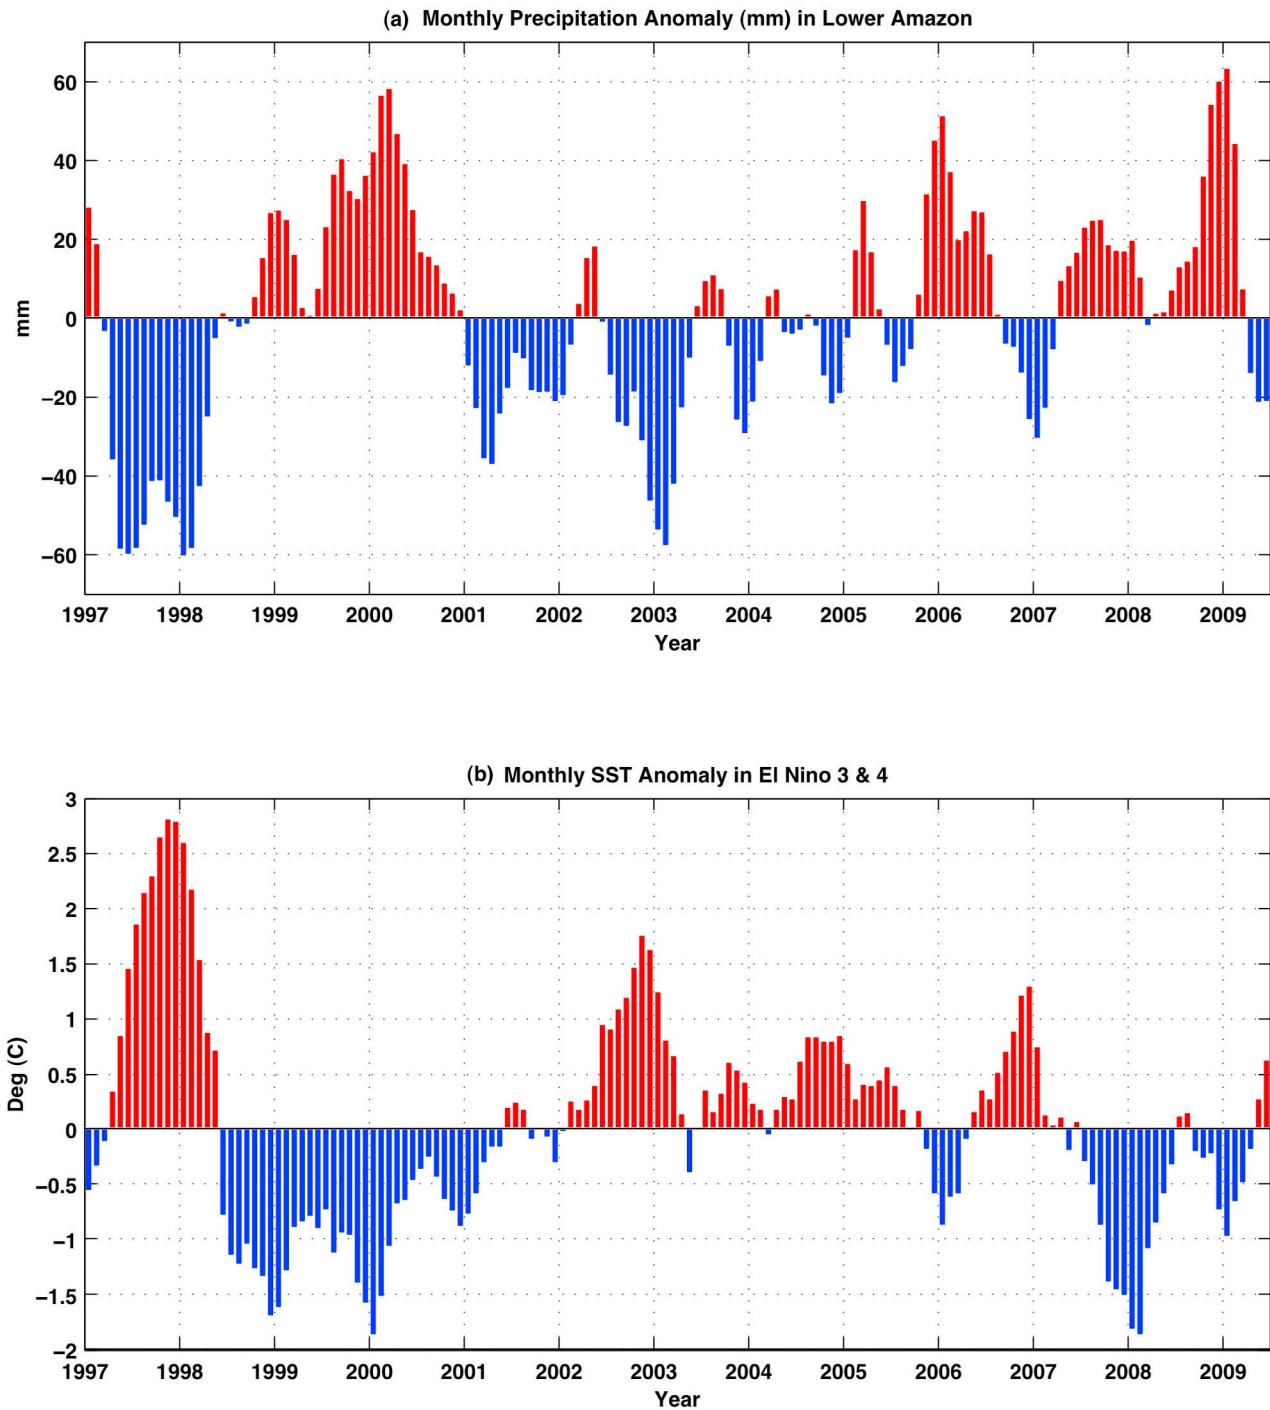 (a) Monthly Precipitation Anomaly (mm) in Lower Amazon
60
40
20
0
−20
−40
−60
mm
1997 1998 1999 2000 2001 2002 2003 2004 2005 2006 2007 2008 2009
Year
(b) Monthly SST Anomaly in El Nino 3 & 4
3
2.5
2
1.5
1
0.5
0
−0.5
−1
−1.5
−2
Deg (C)
1997 1998 1999 2000 2001 2002 2003 2004 2005 2006 2007 2008 2009
Year